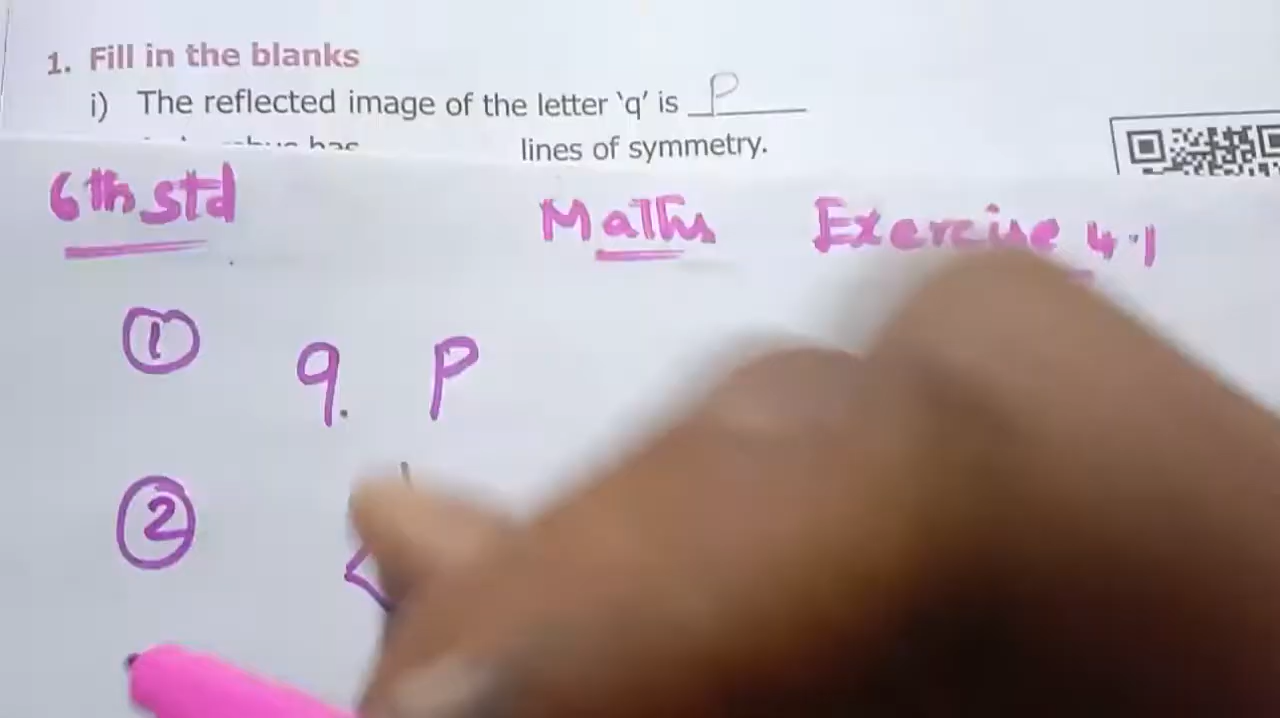 1. Fill in the blanks
i) The reflected image of the letter ‘q’ is P
has lines of symmetry.
6th std Maths Exercise 4.1
1 q. P
2